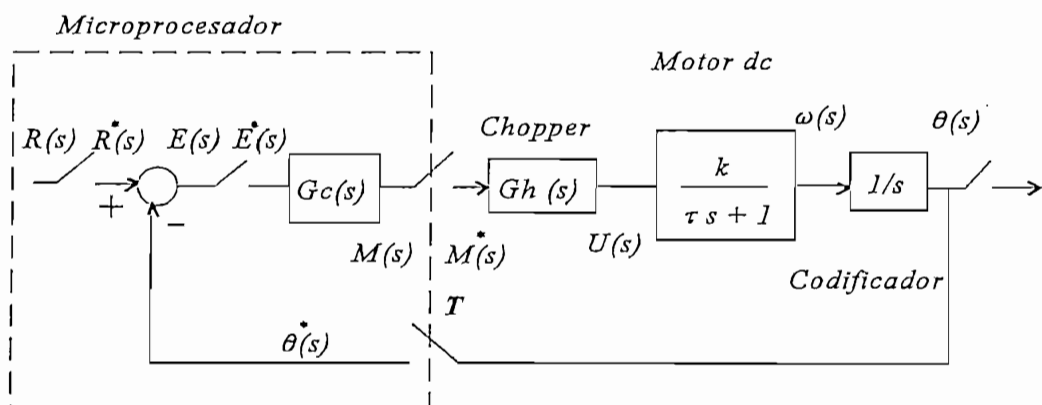 Microprocesador
Motor dc
Chopper
R(s) R*(s) E(s) E*(s)
ω(s) θ(s)
+ −
Gc(s)
Gh (s)
k
τ s + 1
1/s
M(s) M*(s)
U(s)
Codificador
T
θ*(s)